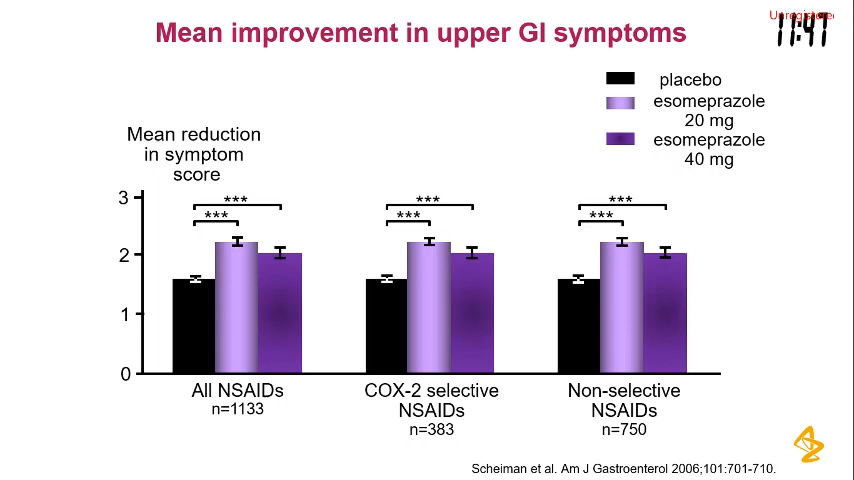 Mean improvement in upper GI symptoms
Unregistered
11:41
placebo
esomeprazole
20 mg
esomeprazole
40 mg
Mean reduction
in symptom
score
3
2
1
0
***
***
***
***
***
***
All NSAIDs
n=1133
COX-2 selective
NSAIDs
n=383
Non-selective
NSAIDs
n=750
Scheiman et al. Am J Gastroenterol 2006;101:701-710.